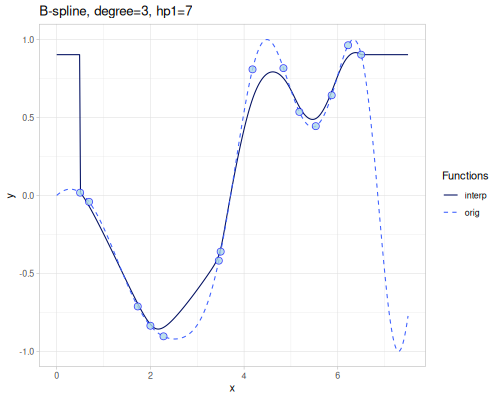 B-spline, degree=3, hp1=7
1.0
0.5
0.0
-0.5
-1.0
y
0 2 4 6
x
Functions
interp
orig